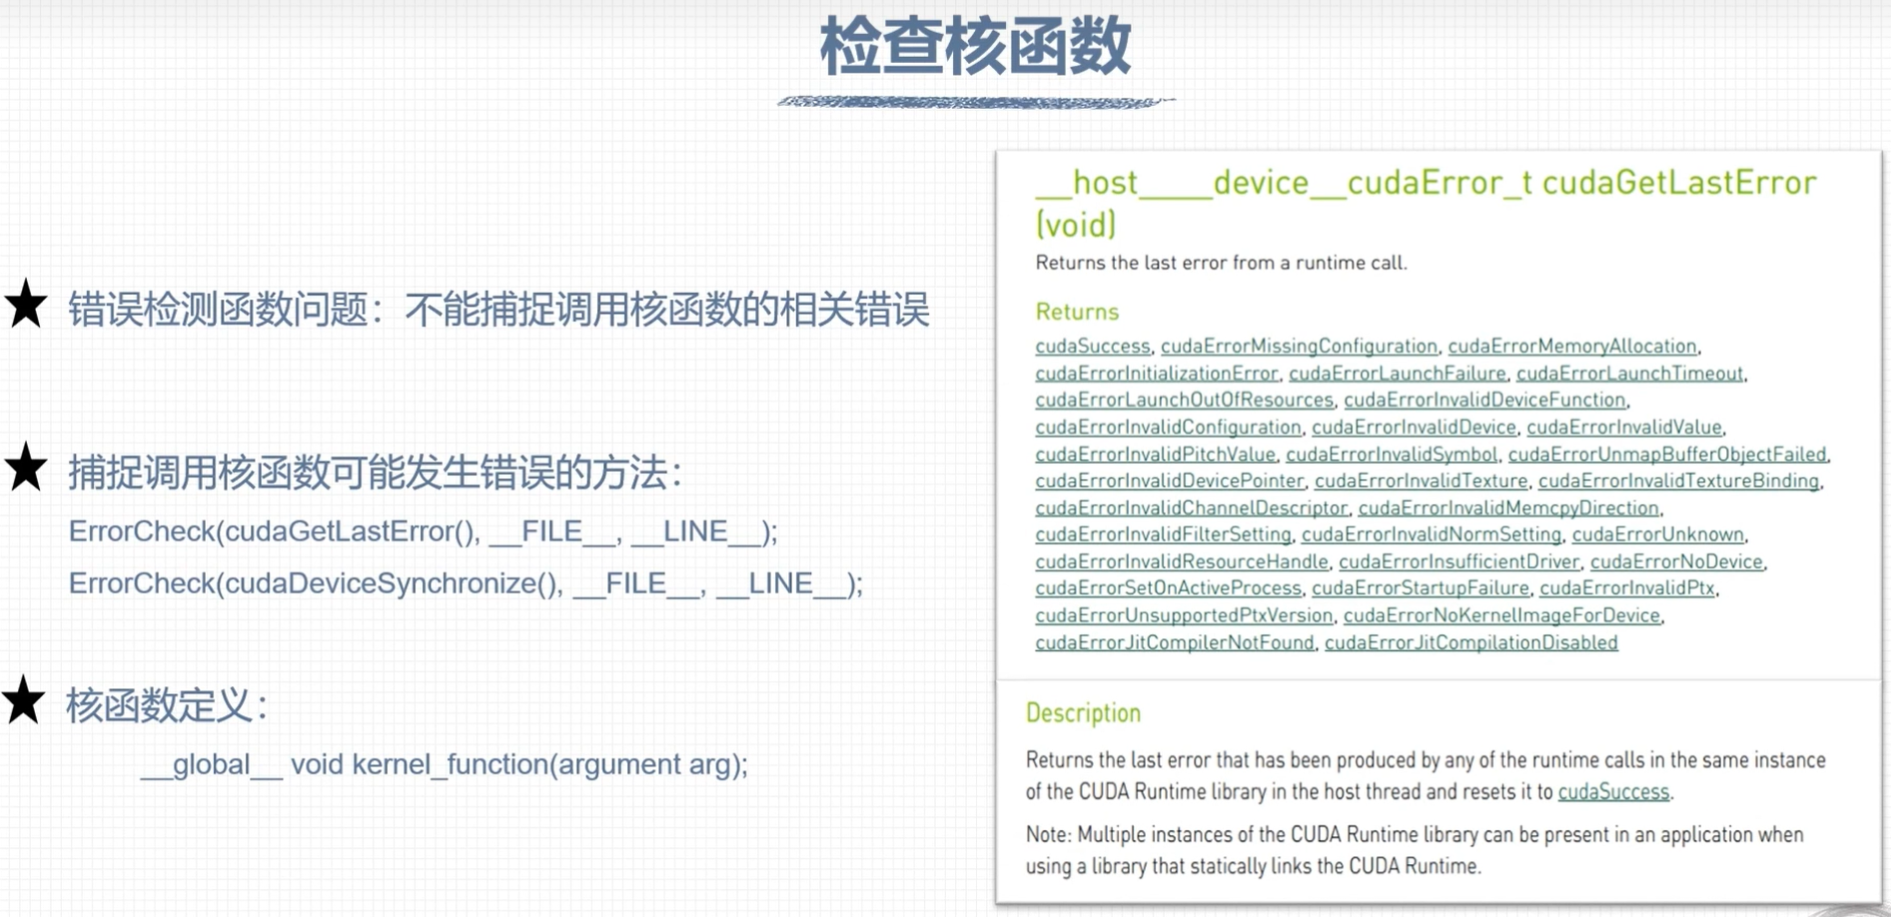 检查核函数
错误检测函数问题：不能捕捉调用核函数的相关错误
捕捉调用核函数可能发生错误的方法：
ErrorCheck(cudaGetLastError(), __FILE__, __LINE__);
ErrorCheck(cudaDeviceSynchronize(), __FILE__, __LINE__);
核函数定义：
__global__ void kernel_function(argument arg);
__host____device__cudaError_t cudaGetLastError
(void)
Returns the last error from a runtime call.
Returns
cudaSuccess, cudaErrorMissingConfiguration, cudaErrorMemoryAllocation,
cudaErrorInitializationError, cudaErrorLaunchFailure, cudaErrorLaunchTimeout,
cudaErrorLaunchOutOfResources, cudaErrorInvalidDeviceFunction,
cudaErrorInvalidConfiguration, cudaErrorInvalidDevice, cudaErrorInvalidValue,
cudaErrorInvalidPitchValue, cudaErrorInvalidSymbol, cudaErrorUnmapBufferObjectFailed,
cudaErrorInvalidDevicePointer, cudaErrorInvalidTexture, cudaErrorInvalidTextureBinding,
cudaErrorInvalidChannelDescriptor, cudaErrorInvalidMemcpyDirection,
cudaErrorInvalidFilterSetting, cudaErrorInvalidNormSetting, cudaErrorUnknown,
cudaErrorInvalidResourceHandle, cudaErrorInsufficientDriver, cudaErrorNoDevice,
cudaErrorSetOnActiveProcess, cudaErrorStartupFailure, cudaErrorInvalidPtx,
cudaErrorUnsupportedPtxVersion, cudaErrorNoKernelImageForDevice,
cudaErrorJitCompilerNotFound, cudaErrorJitCompilationDisabled
Description
Returns the last error that has been produced by any of the runtime calls in the same instance
of the CUDA Runtime library in the host thread and resets it to cudaSuccess.
Note: Multiple instances of the CUDA Runtime library can be present in an application when
using a library that statically links the CUDA Runtime.